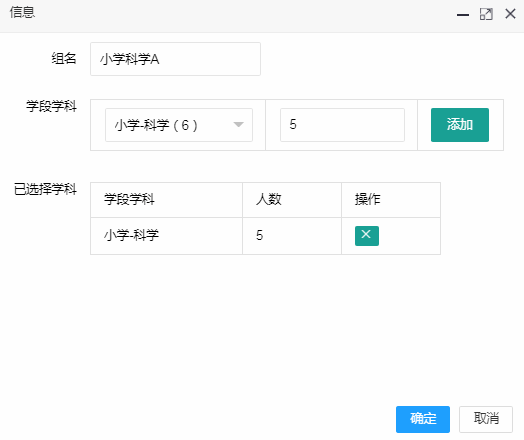 信息
组名 小学科学A
学段学科 小学-科学（6） 5 添加
已选择学科 学段学科 人数 操作
小学-科学 5
确定 取消